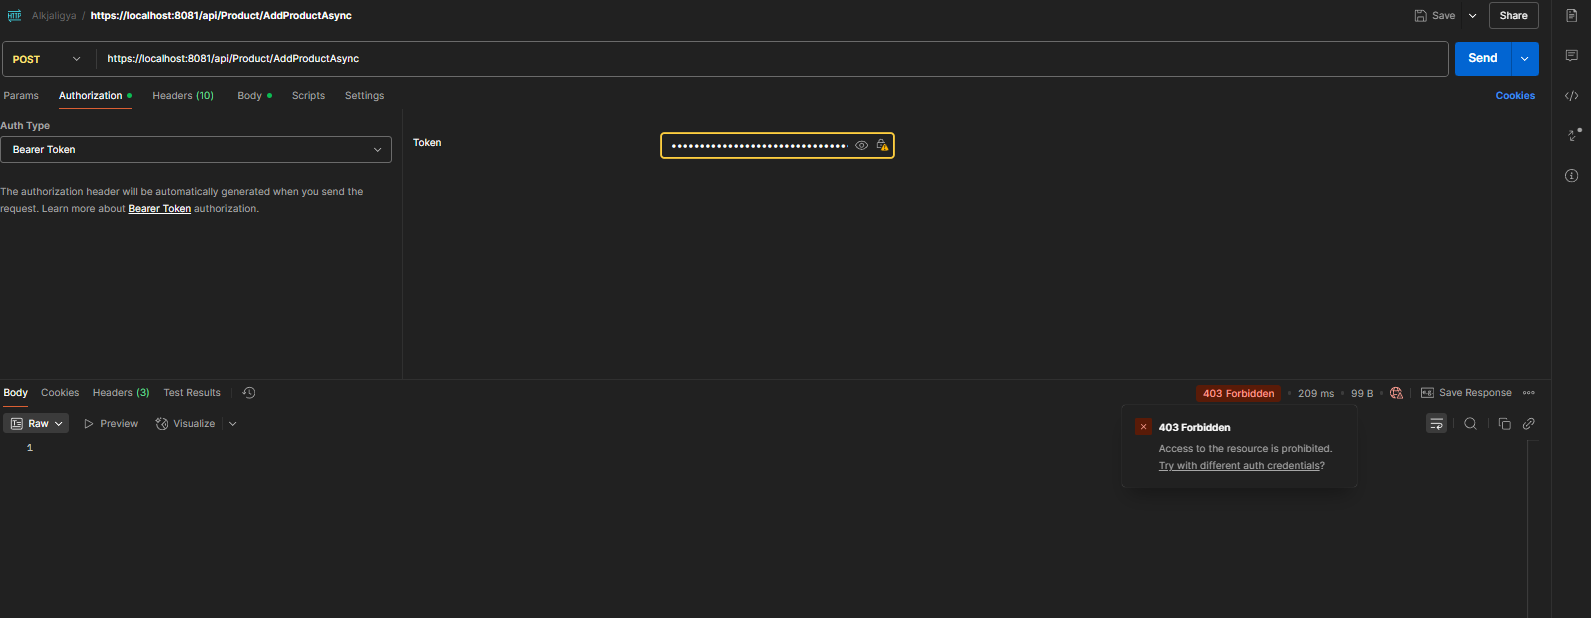 HTTP Alkjaligya / https://localhost:8081/api/Product/AddProductAsync Save Share
POST https://localhost:8081/api/Product/AddProductAsync Send
Params Authorization Headers (10) Body Scripts Settings Cookies
Auth Type
Bearer Token
The authorization header will be automatically generated when you send the
request. Learn more about Bearer Token authorization.
Token
Body Cookies Headers (3) Test Results 403 Forbidden 209 ms 99 B Save Response
Raw Preview Visualize
1
403 Forbidden
Access to the resource is prohibited.
Try with different auth credentials?